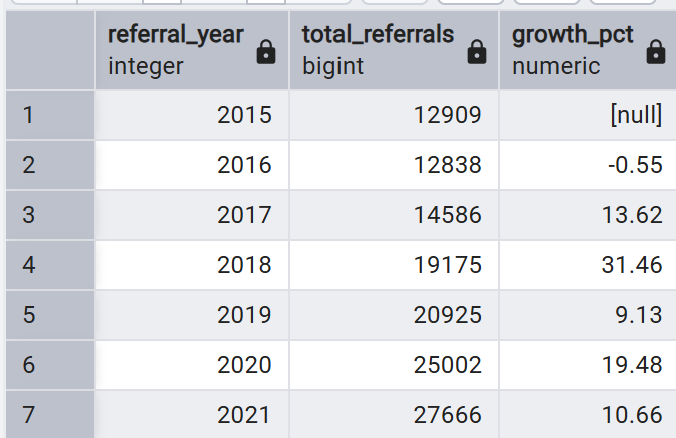 referral_year total_referrals growth_pct
integer bigint numeric
1 2015 12909 [null]
2 2016 12838 -0.55
3 2017 14586 13.62
4 2018 19175 31.46
5 2019 20925 9.13
6 2020 25002 19.48
7 2021 27666 10.66